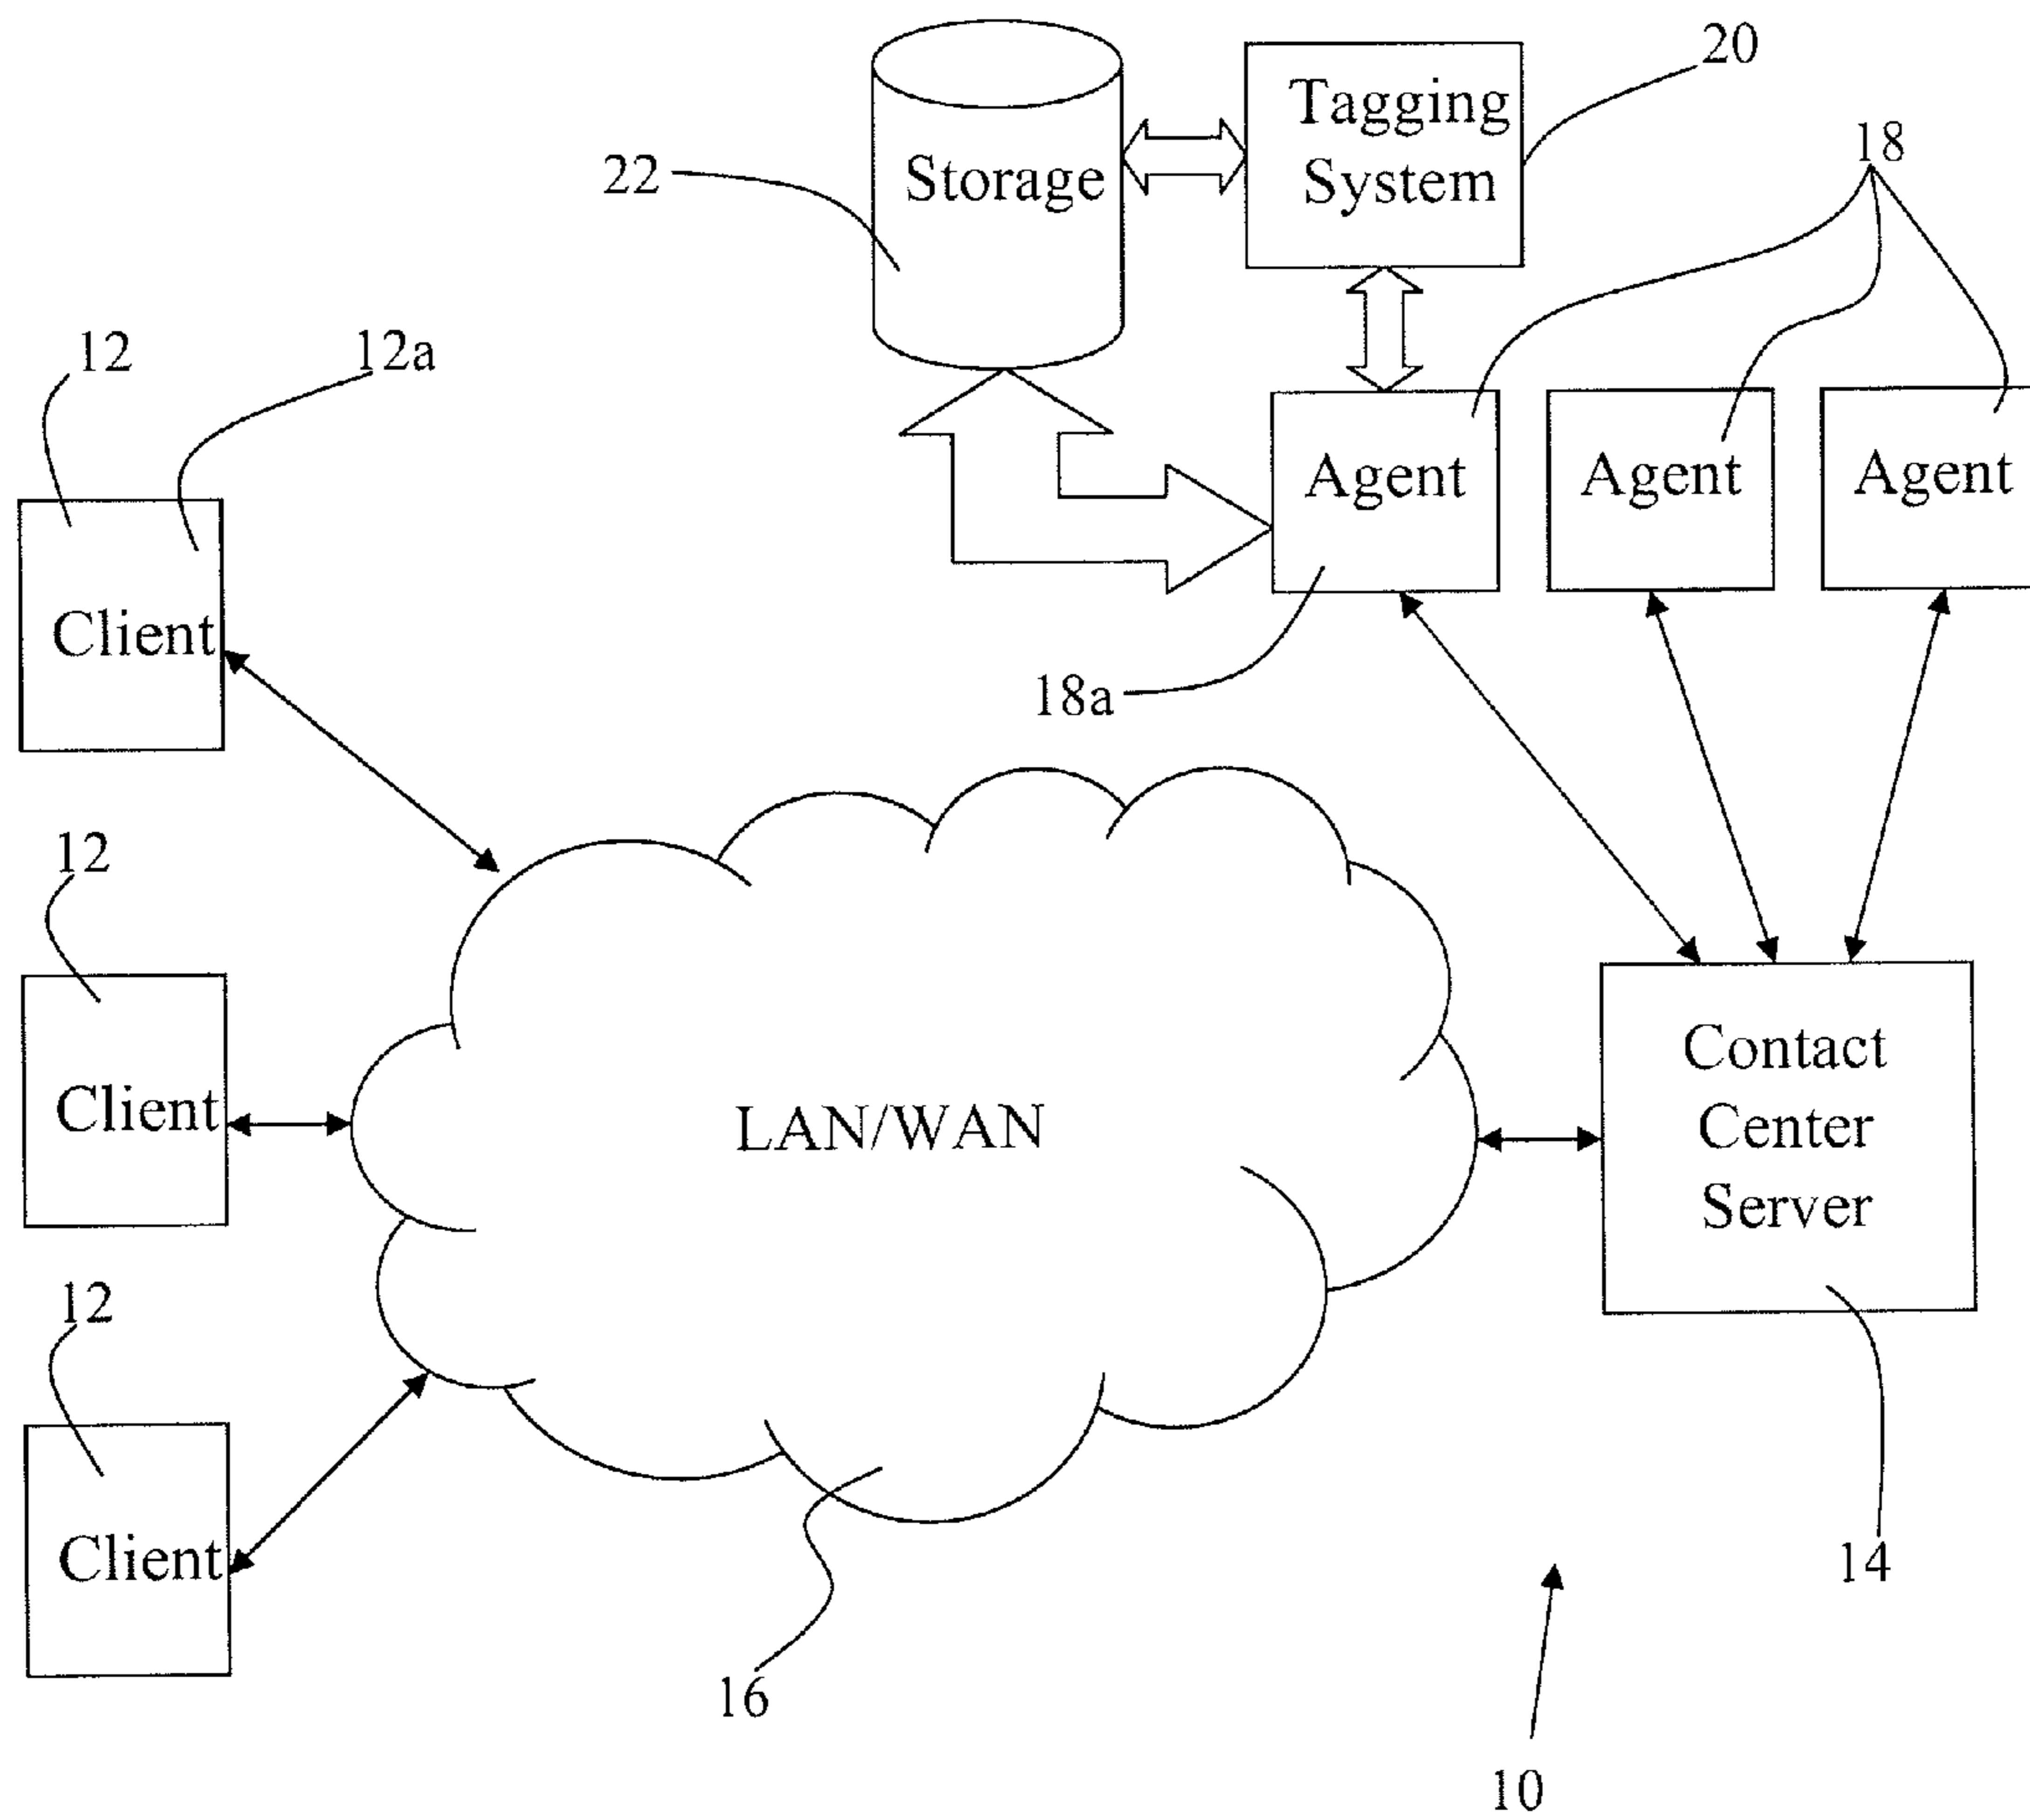 20
Tagging
System
18
22
Storage
12
12a
Agent
Agent
Agent
Client
18a
12
Client
LAN/WAN
Contact
Center
Server
12
Client
14
16
10